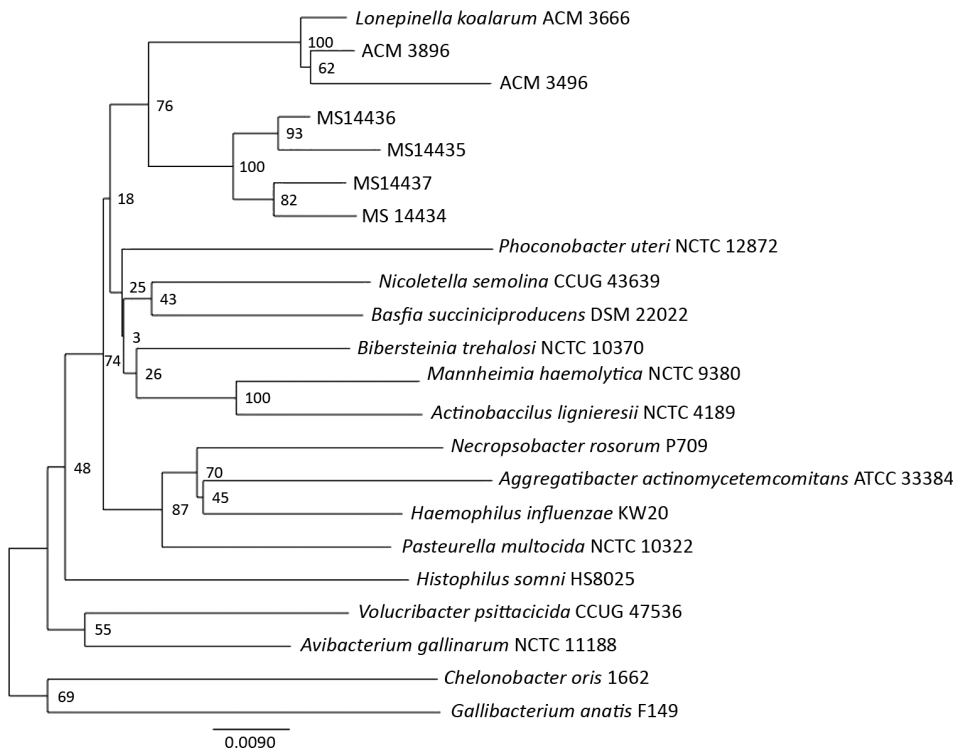 Lonepinella koalarum ACM 3666
100
ACM 3896
62
ACM 3496
76
MS14436
93
MS14435
100
MS14437
82
MS 14434
18
Phoconobacter uteri NCTC 12872
Nicoletella semolina CCUG 43639
25
43
Basfia succiniciproducens DSM 22022
3
Bibersteinia trehalosi NCTC 10370
74
26
Mannheimia haemolytica NCTC 9380
100
Actinobaccilus lignieresii NCTC 4189
Necropsobacter rosorum P709
48
70
Aggregatibacter actinomycetemcomitans ATCC 33384
45
87
Haemophilus influenzae KW20
Pasteurella multocida NCTC 10322
Histophilus somni HS8025
Volucribacter psittacicida CCUG 47536
55
Avibacterium gallinarum NCTC 11188
Chelonobacter oris 1662
69
Gallibacterium anatis F149
0.0090